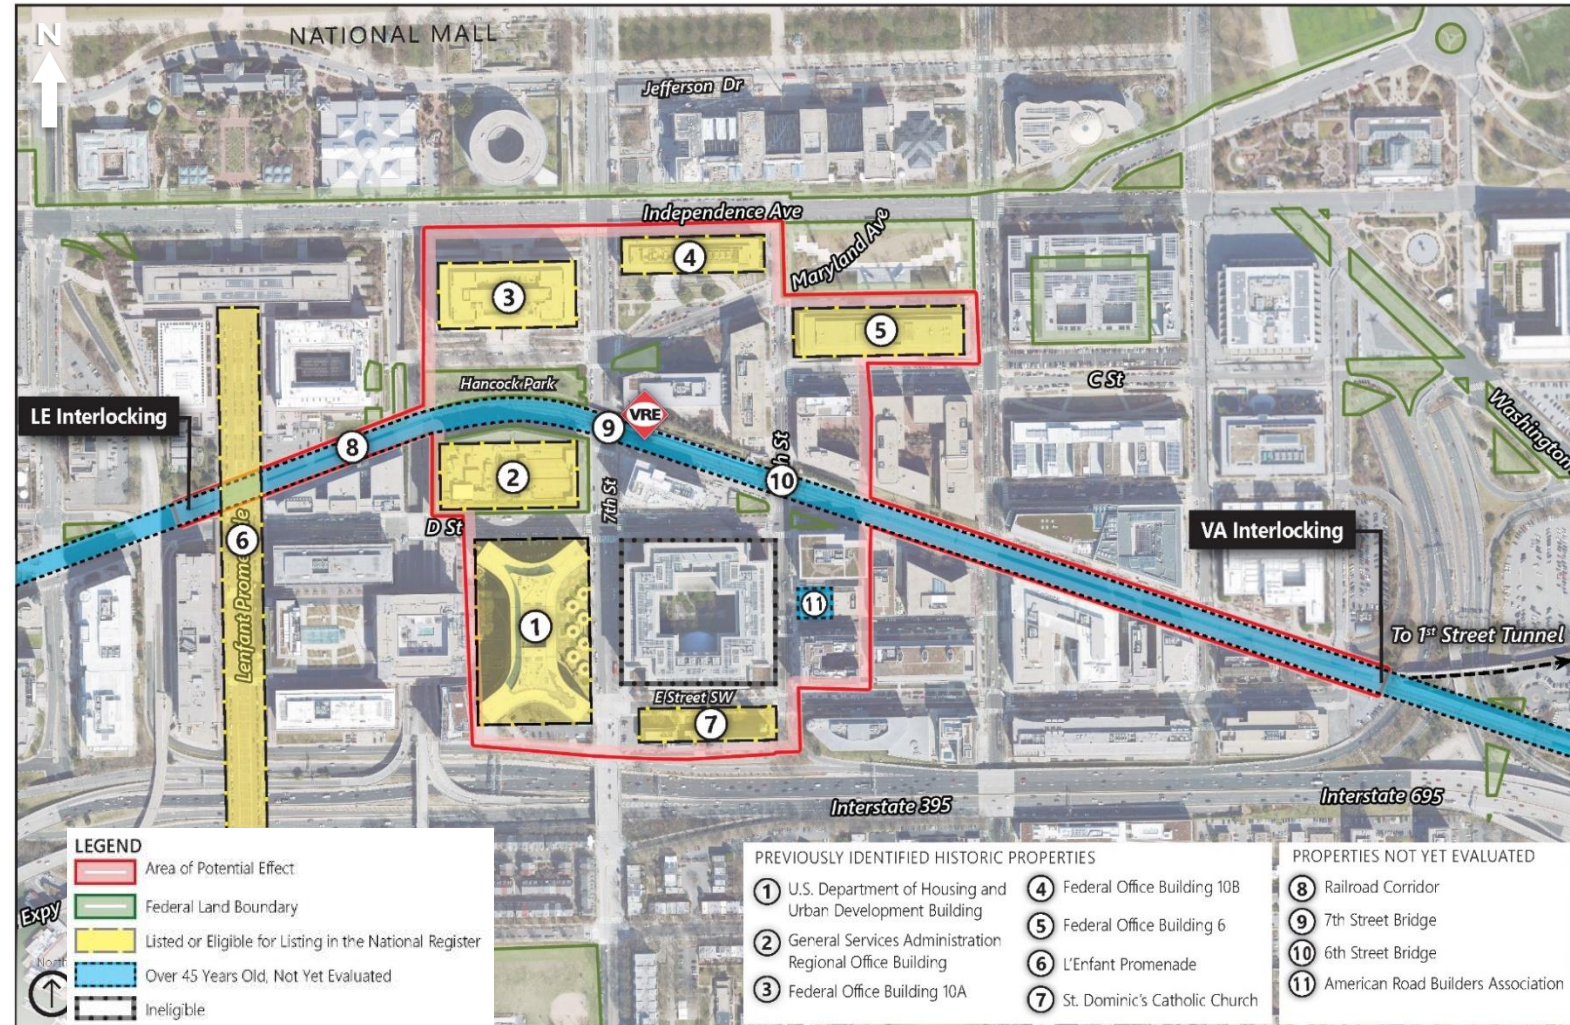 N
NATIONAL MALL
Jefferson Dr
Independence Ave
Maryland Ave
4
3
5
Hancock Park
C St
LE Interlocking
VRE
8
9
2
h St
10
7th St
D St
Washington
VA Interlocking
6
Lenfant Prom
de
11
1
To 1st Street Tunnel
E Street SW
7
Interstate 395
Interstate 695
Expy
North
LEGEND
Area of Potential Effect
Federal Land Boundary
Listed or Eligible for Listing in the National Register
Over 45 Years Old, Not Yet Evaluated
Ineligible
PREVIOUSLY IDENTIFIED HISTORIC PROPERTIES
1 U.S. Department of Housing and
Urban Development Building
2 General Services Administration
Regional Office Building
3 Federal Office Building 10A
4 Federal Office Building 10B
5 Federal Office Building 6
6 L'Enfant Promenade
7 St. Dominic's Catholic Church
PROPERTIES NOT YET EVALUATED
8 Railroad Corridor
9 7th Street Bridge
10 6th Street Bridge
11 American Road Builders Association